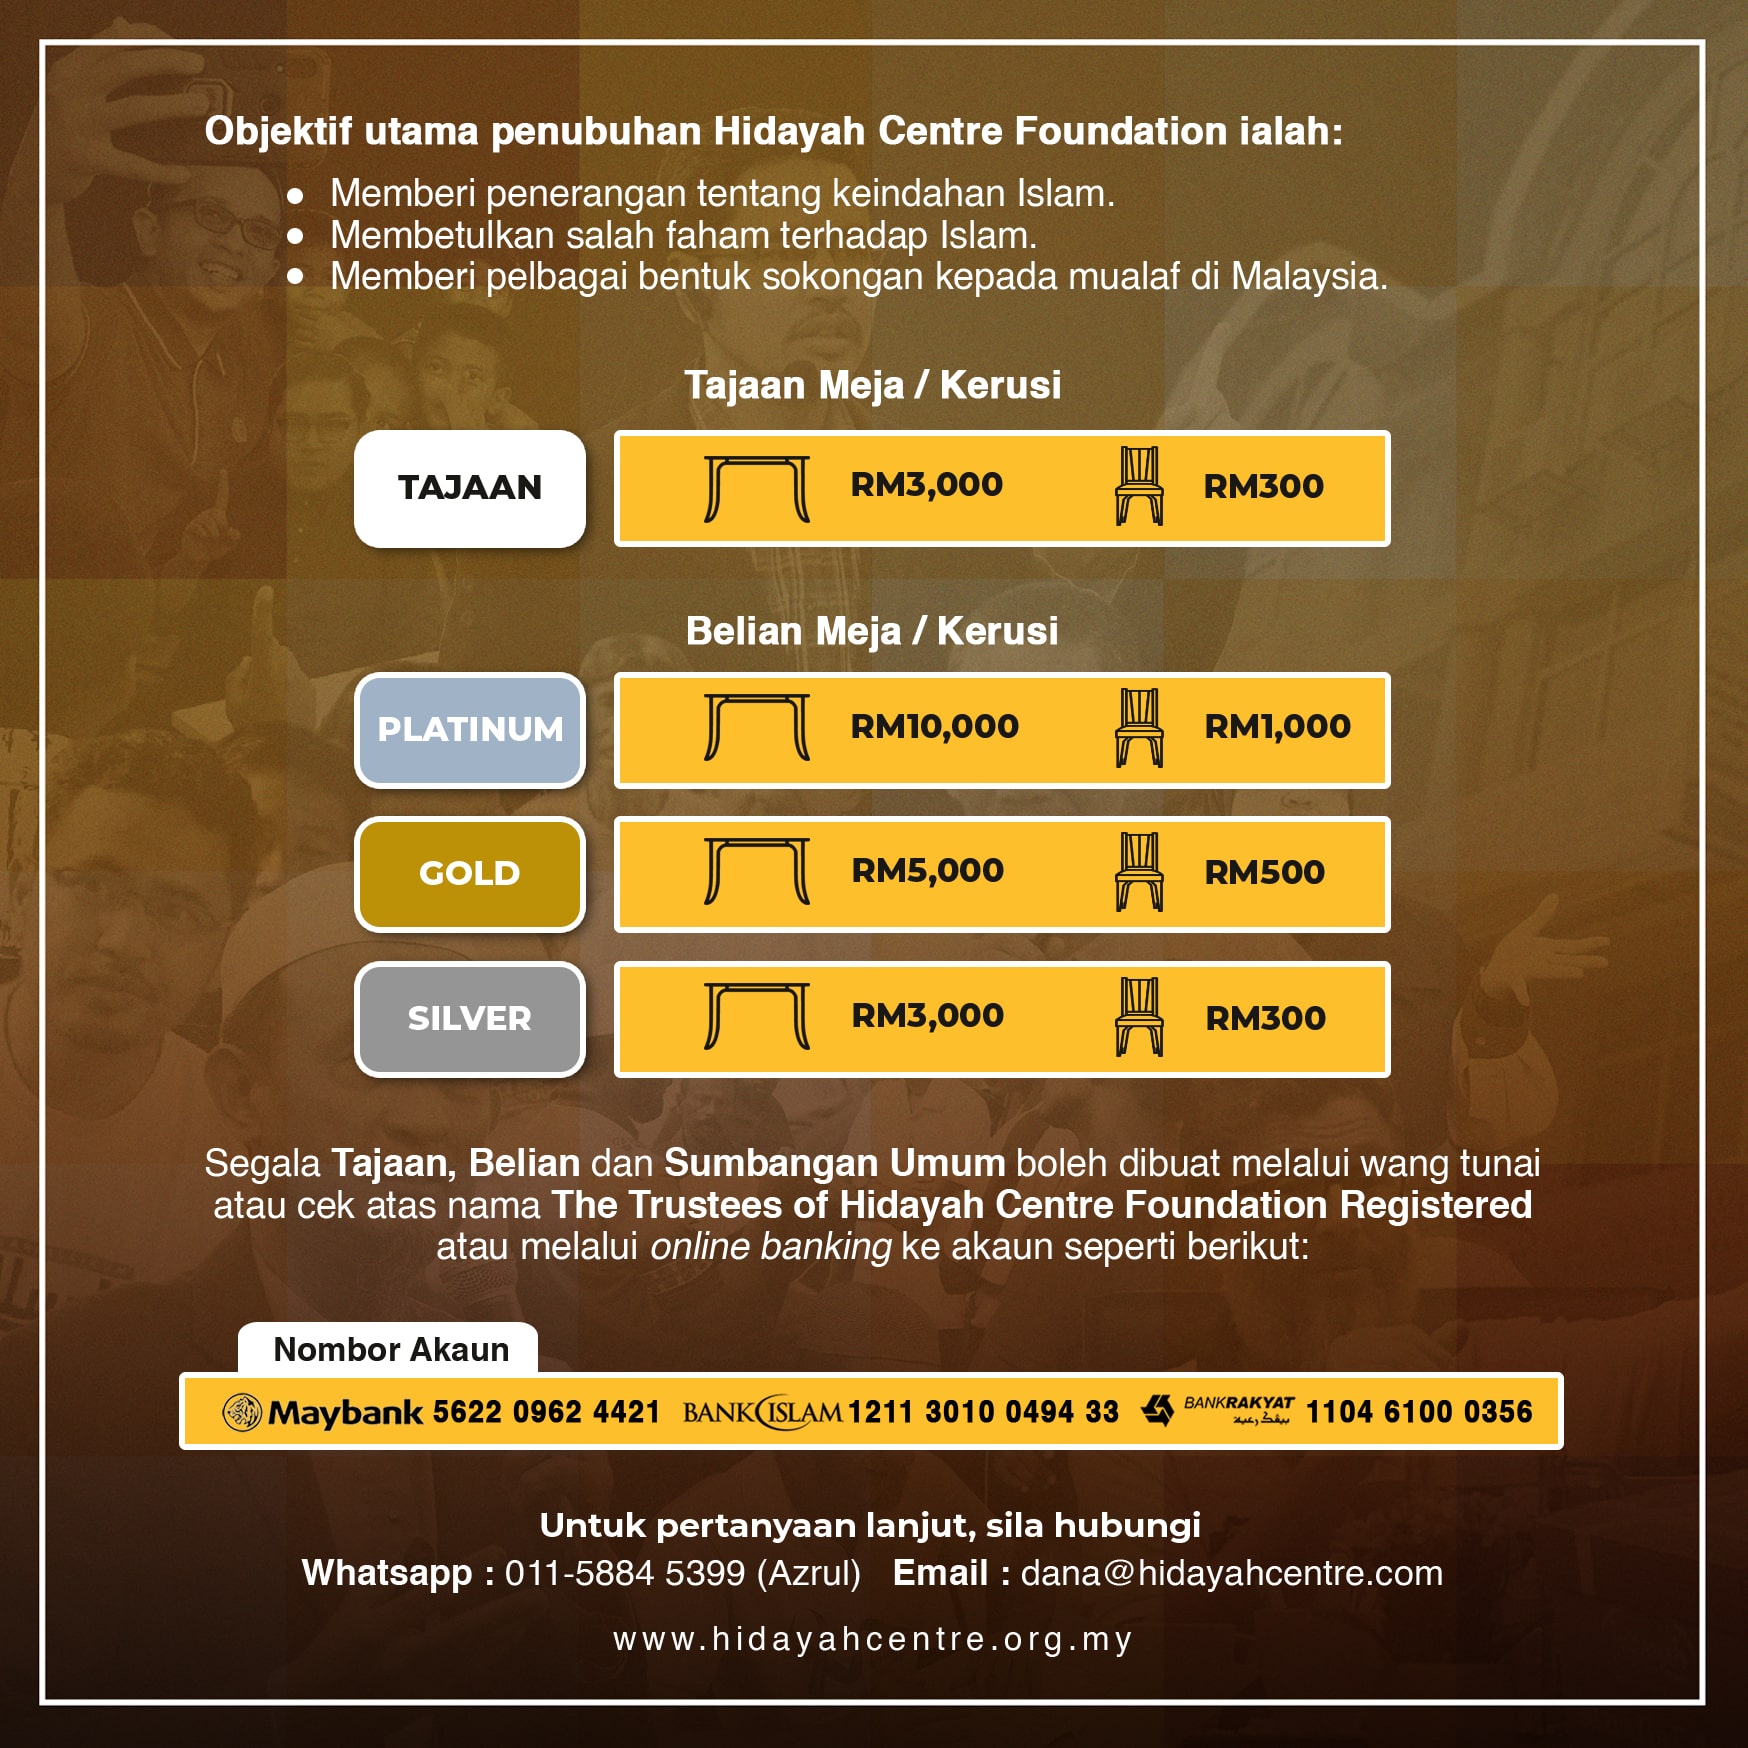 Objektif utama penubuhan Hidayah Centre Foundation ialah:
● Memberi penerangan tentang keindahan Islam.
● Membetulkan salah faham terhadap Islam.
● Memberi pelbagai bentuk sokongan kepada mualaf di Malaysia.
Tajaan Meja / Kerusi
TAJAAN RM3,000 RM300
Belian Meja / Kerusi
PLATINUM RM10,000 RM1,000
GOLD RM5,000 RM500
SILVER RM3,000 RM300
Segala Tajaan, Belian dan Sumbangan Umum boleh dibuat melalui wang tunai
atau cek atas nama The Trustees of Hidayah Centre Foundation Registered
atau melalui online banking ke akaun seperti berikut:
Nombor Akaun
Maybank 5622 0962 4421 BANK ISLAM 1211 3010 0494 33 BANKRAKYAT بيڤک رعية 1104 6100 0356
Untuk pertanyaan lanjut, sila hubungi
Whatsapp : 011-5884 5399 (Azrul) Email : dana@hidayahcentre.com
www.hidayahcentre.org.my